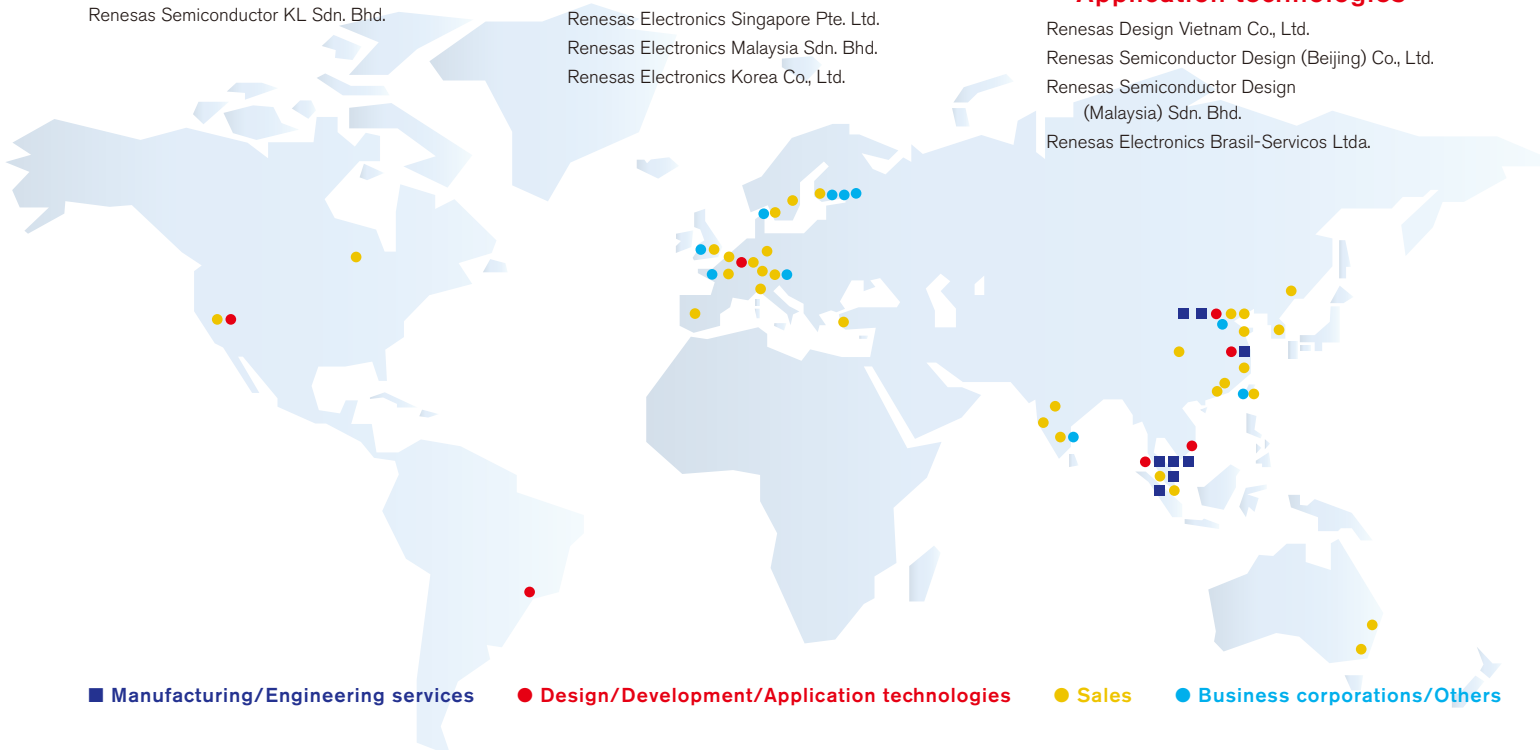 Renesas Semiconductor KL Sdn. Bhd.
Renesas Electronics Singapore Pte. Ltd.
Renesas Electronics Malaysia Sdn. Bhd.
Renesas Electronics Korea Co., Ltd.
Application technologies
Renesas Design Vietnam Co., Ltd.
Renesas Semiconductor Design (Beijing) Co., Ltd.
Renesas Semiconductor Design
(Malaysia) Sdn. Bhd.
Renesas Electronics Brasil-Servicos Ltda.
Manufacturing/Engineering services
Design/Development/Application technologies
Sales
Business corporations/Others